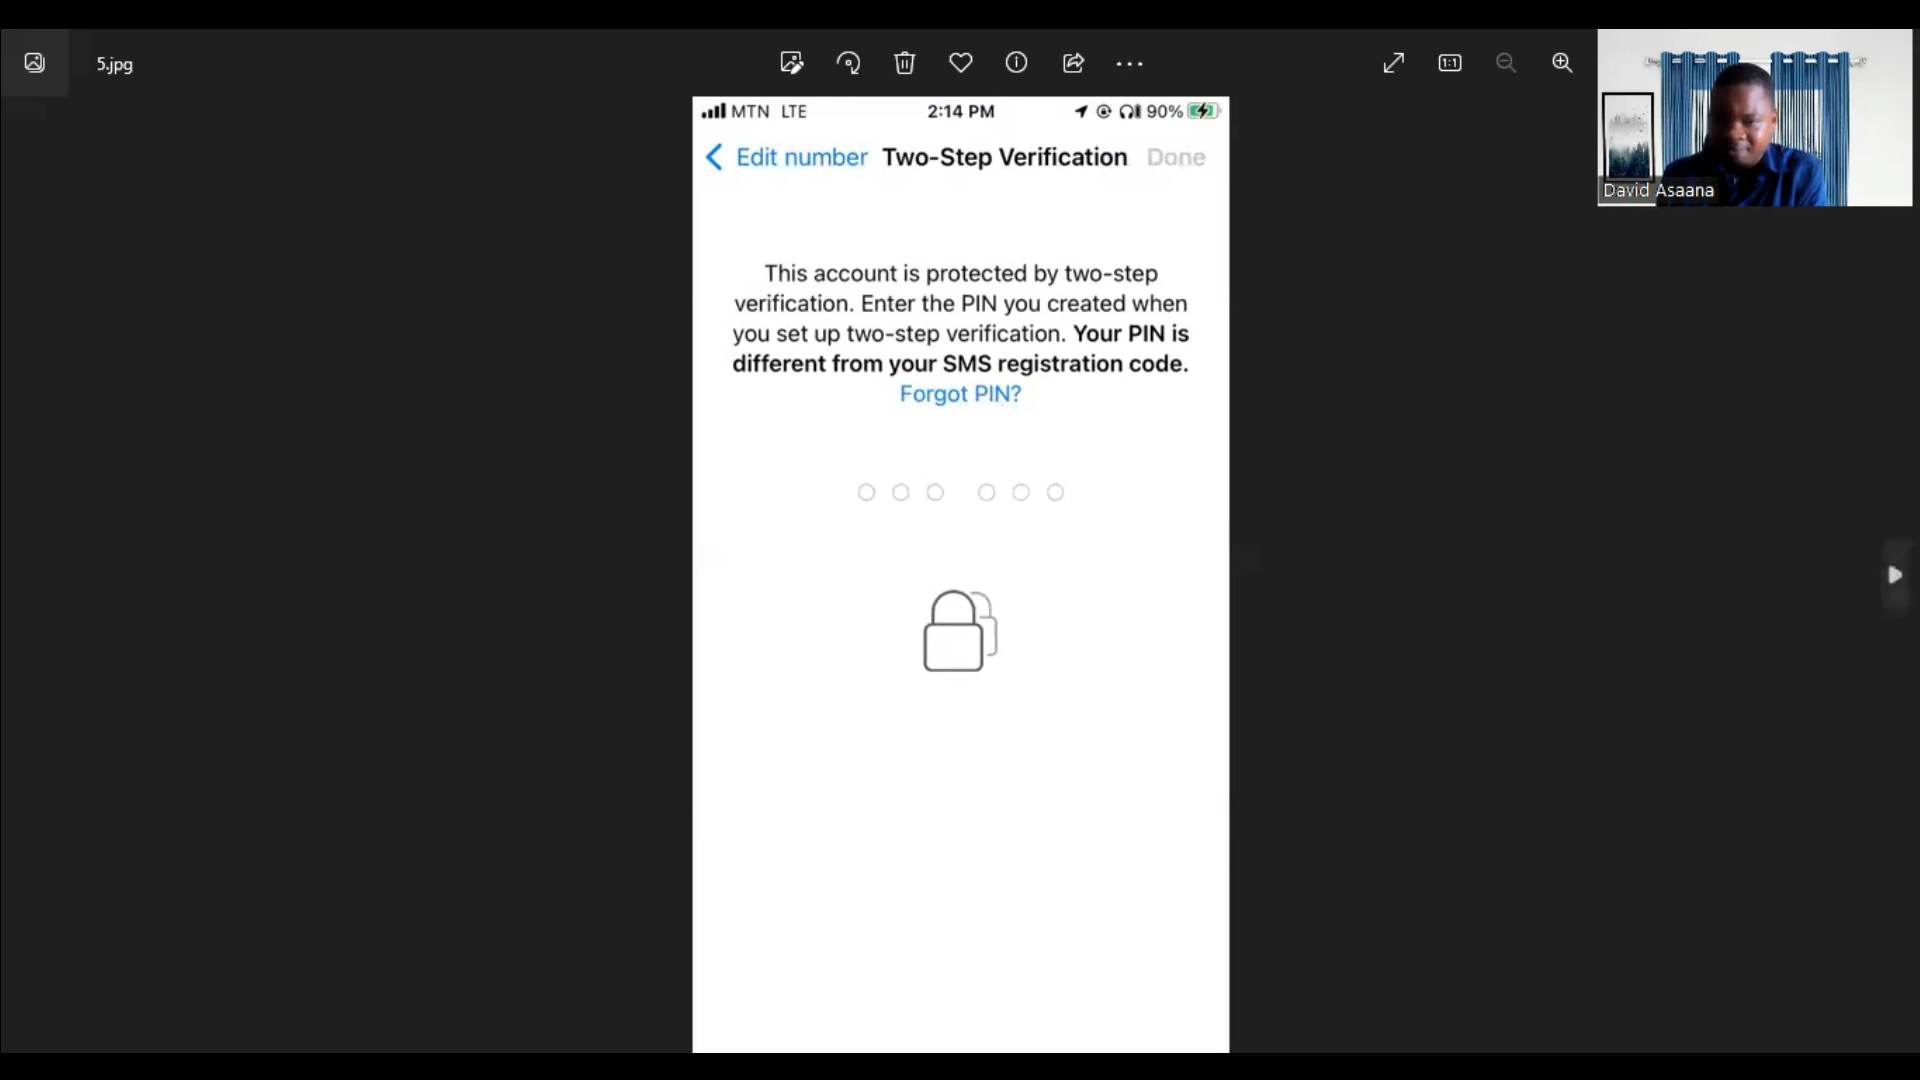 5.jpg
1:1
MTN LTE
2:14 PM
90%
Edit number
Two-Step Verification
Done
This account is protected by two-step
verification. Enter the PIN you created when
you set up two-step verification. Your PIN is
different from your SMS registration code.
Forgot PIN?
David Asaana